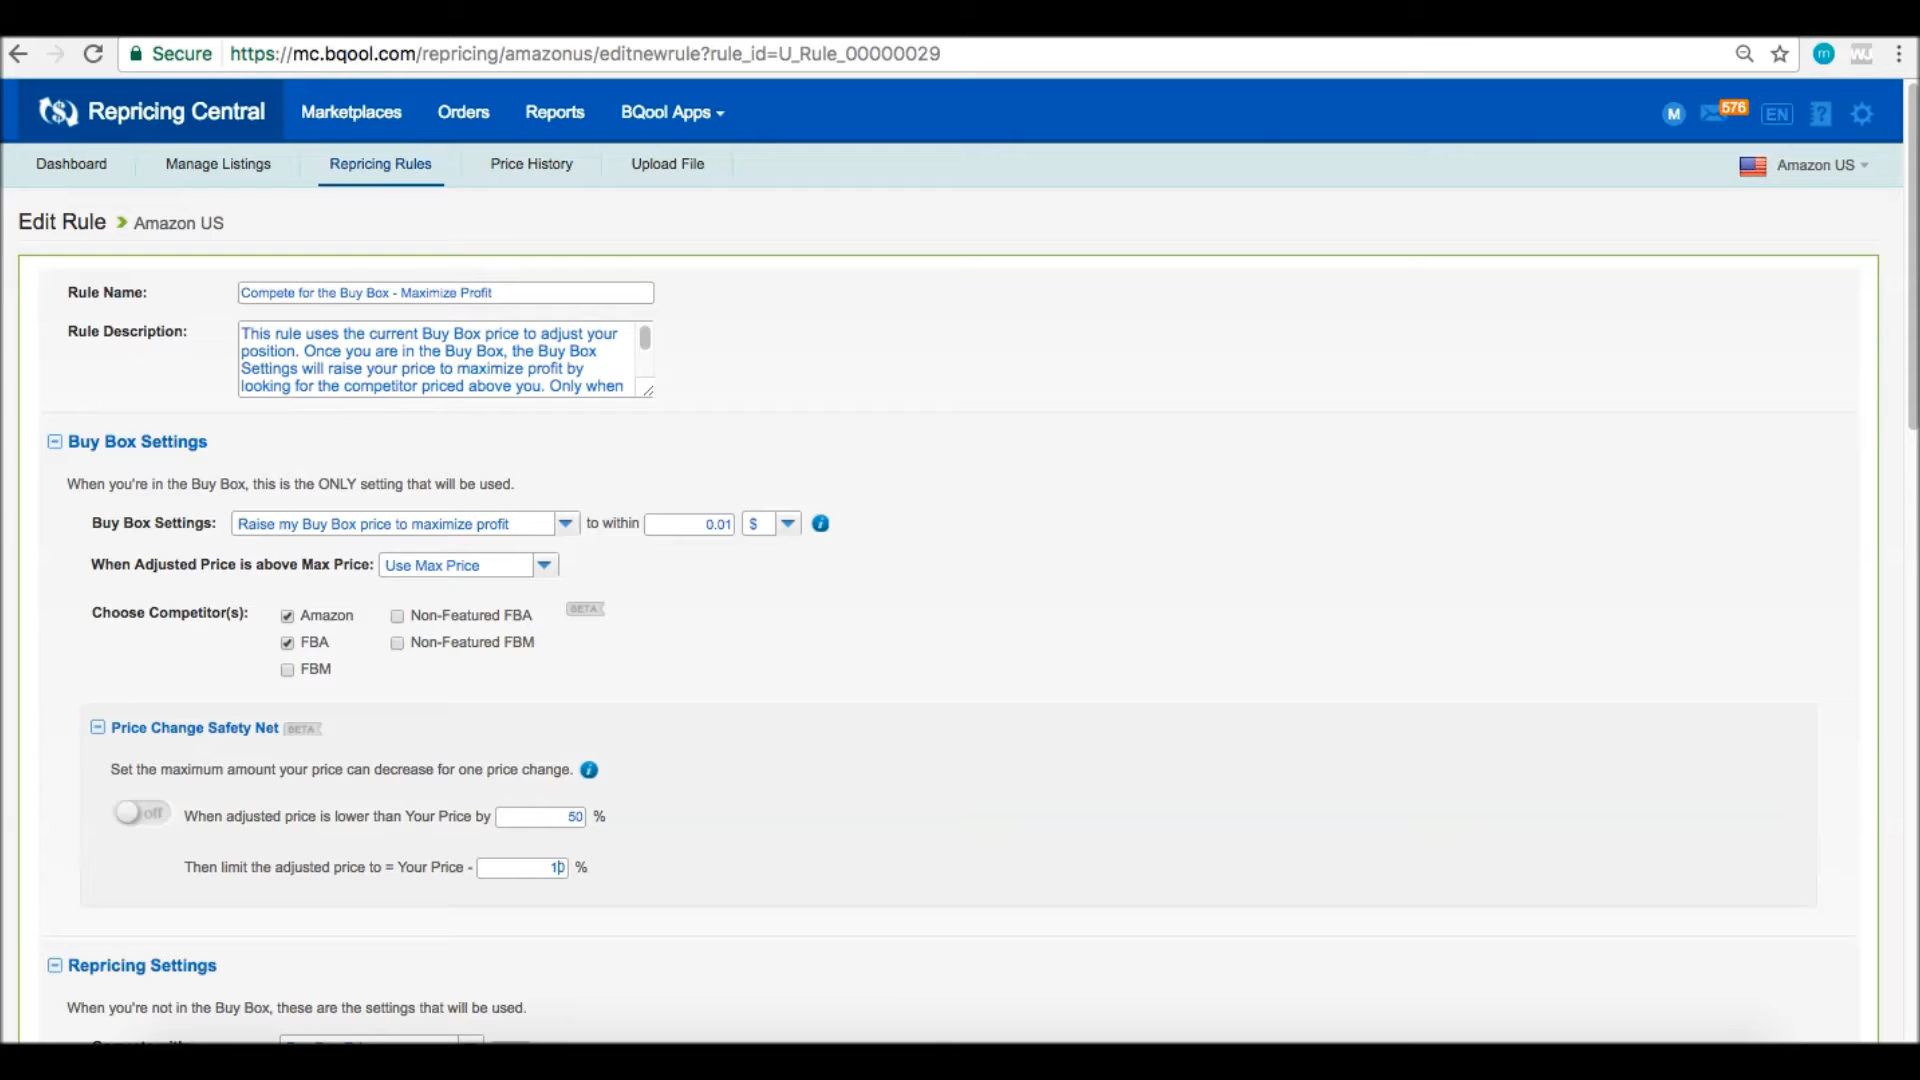 Secure https://mc.bqool.com/repricing/amazonus/editnewrule?rule_id=U_Rule_00000029 m
Repricing Central Marketplaces Orders Reports BQool Apps M 576 EN ?
Dashboard Manage Listings Repricing Rules Price History Upload File Amazon US
Edit Rule Amazon US
Rule Name: Compete for the Buy Box - Maximize Profit
Rule Description: This rule uses the current Buy Box price to adjust your
position. Once you are in the Buy Box, the Buy Box
Settings will raise your price to maximize profit by
looking for the competitor priced above you. Only when
Buy Box Settings
When you're in the Buy Box, this is the ONLY setting that will be used.
Buy Box Settings: Raise my Buy Box price to maximize profit to within 0.01 $ i
When Adjusted Price is above Max Price: Use Max Price
Choose Competitor(s): Amazon Non-Featured FBA BETA
FBA Non-Featured FBM
FBM
Price Change Safety Net BETA
Set the maximum amount your price can decrease for one price change. i
off When adjusted price is lower than Your Price by 50 %
Then limit the adjusted price to = Your Price - 10 %
Repricing Settings
When you're not in the Buy Box, these are the settings that will be used.